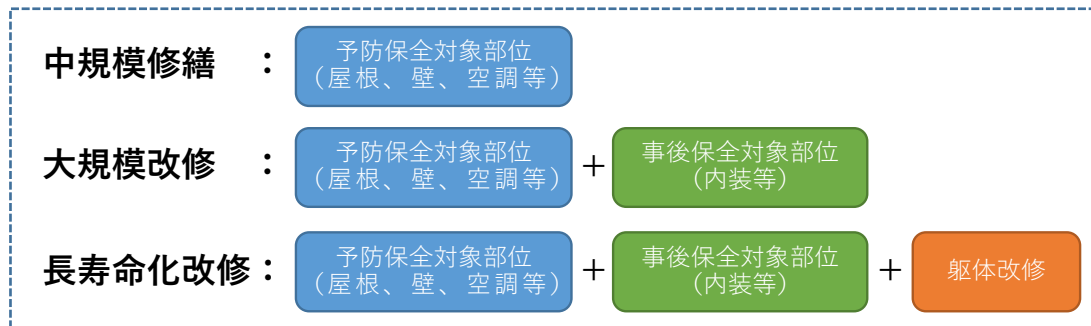 中規模修繕 ： 予防保全対象部位
（屋根、壁、空調等）
大規模改修 ： 予防保全対象部位
（屋根、壁、空調等） + 事後保全対象部位
（内装等）
長寿命化改修： 予防保全対象部位
（屋根、壁、空調等） + 事後保全対象部位
（内装等） + 躯体改修